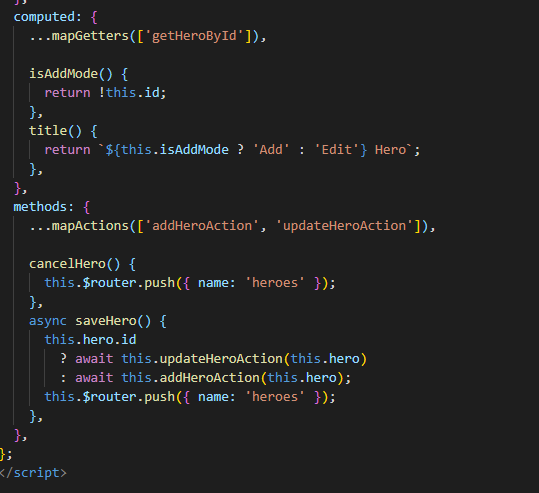 },
computed: {
...mapGetters(['getHeroById']),
isAddMode() {
return !this.id;
},
title() {
return `${this.isAddMode ? 'Add' : 'Edit'} Hero`;
},
},
methods: {
...mapActions(['addHeroAction', 'updateHeroAction']),
cancelHero() {
this.$router.push({ name: 'heroes' });
},
async saveHero() {
this.hero.id
? await this.updateHeroAction(this.hero)
: await this.addHeroAction(this.hero);
this.$router.push({ name: 'heroes' });
},
},
};
</script>